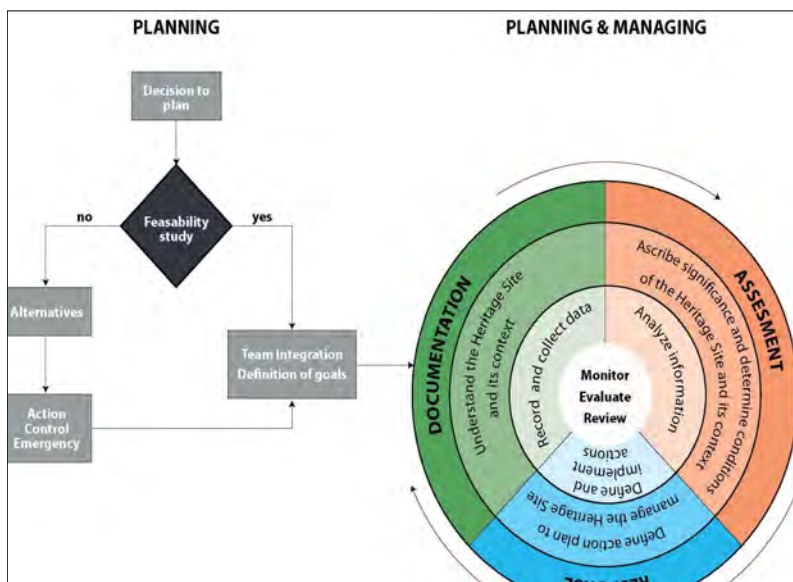 PLANNING
PLANNING & MANAGING
Decision to
plan
no
Feasability
study
yes
Alternatives
Team Integration
Definition of goals
Action
Control
Emergency
DOCUMENTATION
Understand the Heritage Site
and its context
Record and collect data
ASSESMENT
Ascribe significance and determine conditions
of the Heritage Site and its context
Analyze information
Monitor
Evaluate
Review
Define and
implement
actions
Define action plan to
manage the Heritage Site